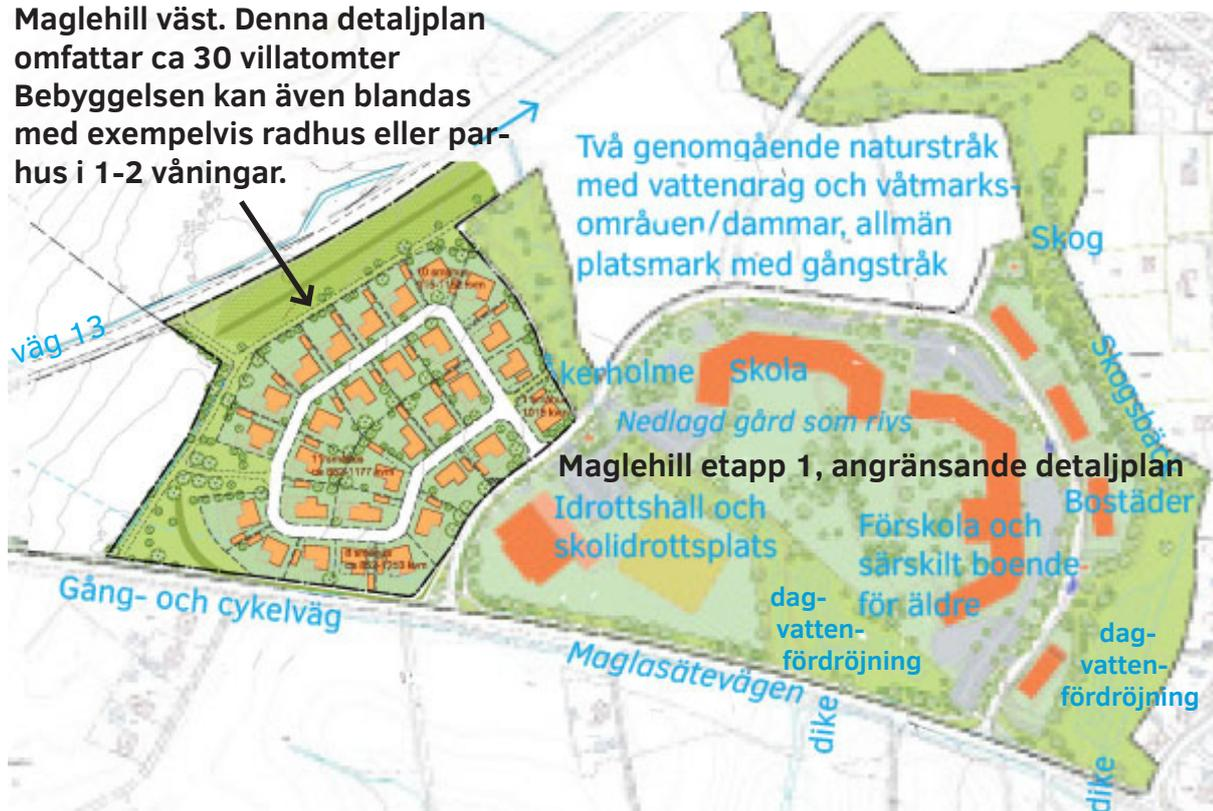 Maglehill väst. Denna detaljplan
omfattar ca 30 villatomter
Bebyggelsen kan även blandas
med exempelvis radhus eller par-
hus i 1-2 våningar.
Två genomgående naturstråk
med vattendrag och våtmarks-
områden/dammar, allmän
platsmark med gångstråk
Skog
väg 13
Skogsbäck
Åkerholme
Skola
Nedlagd gård som rivs
Maglehill etapp 1, angränsande detaljplan
Idrottshall och
skolidrottsplats
Förskola och
särskilt boende
för äldre
Bostäder
Gång- och cykelväg
Maglasätevägen
dag-
vatten-
fördröjning
dag-
vatten-
fördröjning
dike
dike